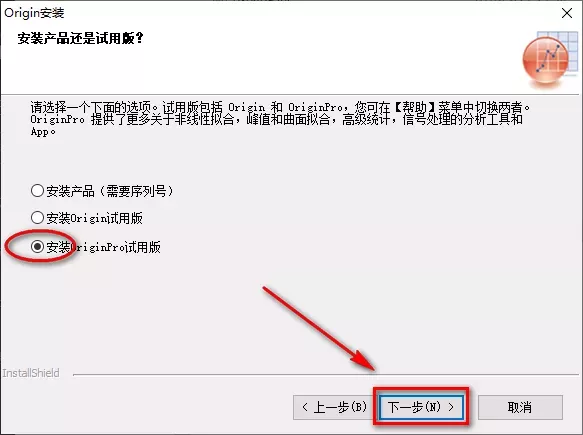 Origin安装
安装产品还是试用版?
请选择一个下面的选项。试用版包括 Origin 和 OriginPro，您可在【帮助】菜单中切换两者。
OriginPro 提供了更多关于非线性拟合，峰值和曲面拟合，高级统计，信号处理的分析工具和
App。
安装产品（需要序列号）
安装Origin试用版
安装OriginPro试用版
InstallShield
< 上一步(B)
下一步(N) >
取消